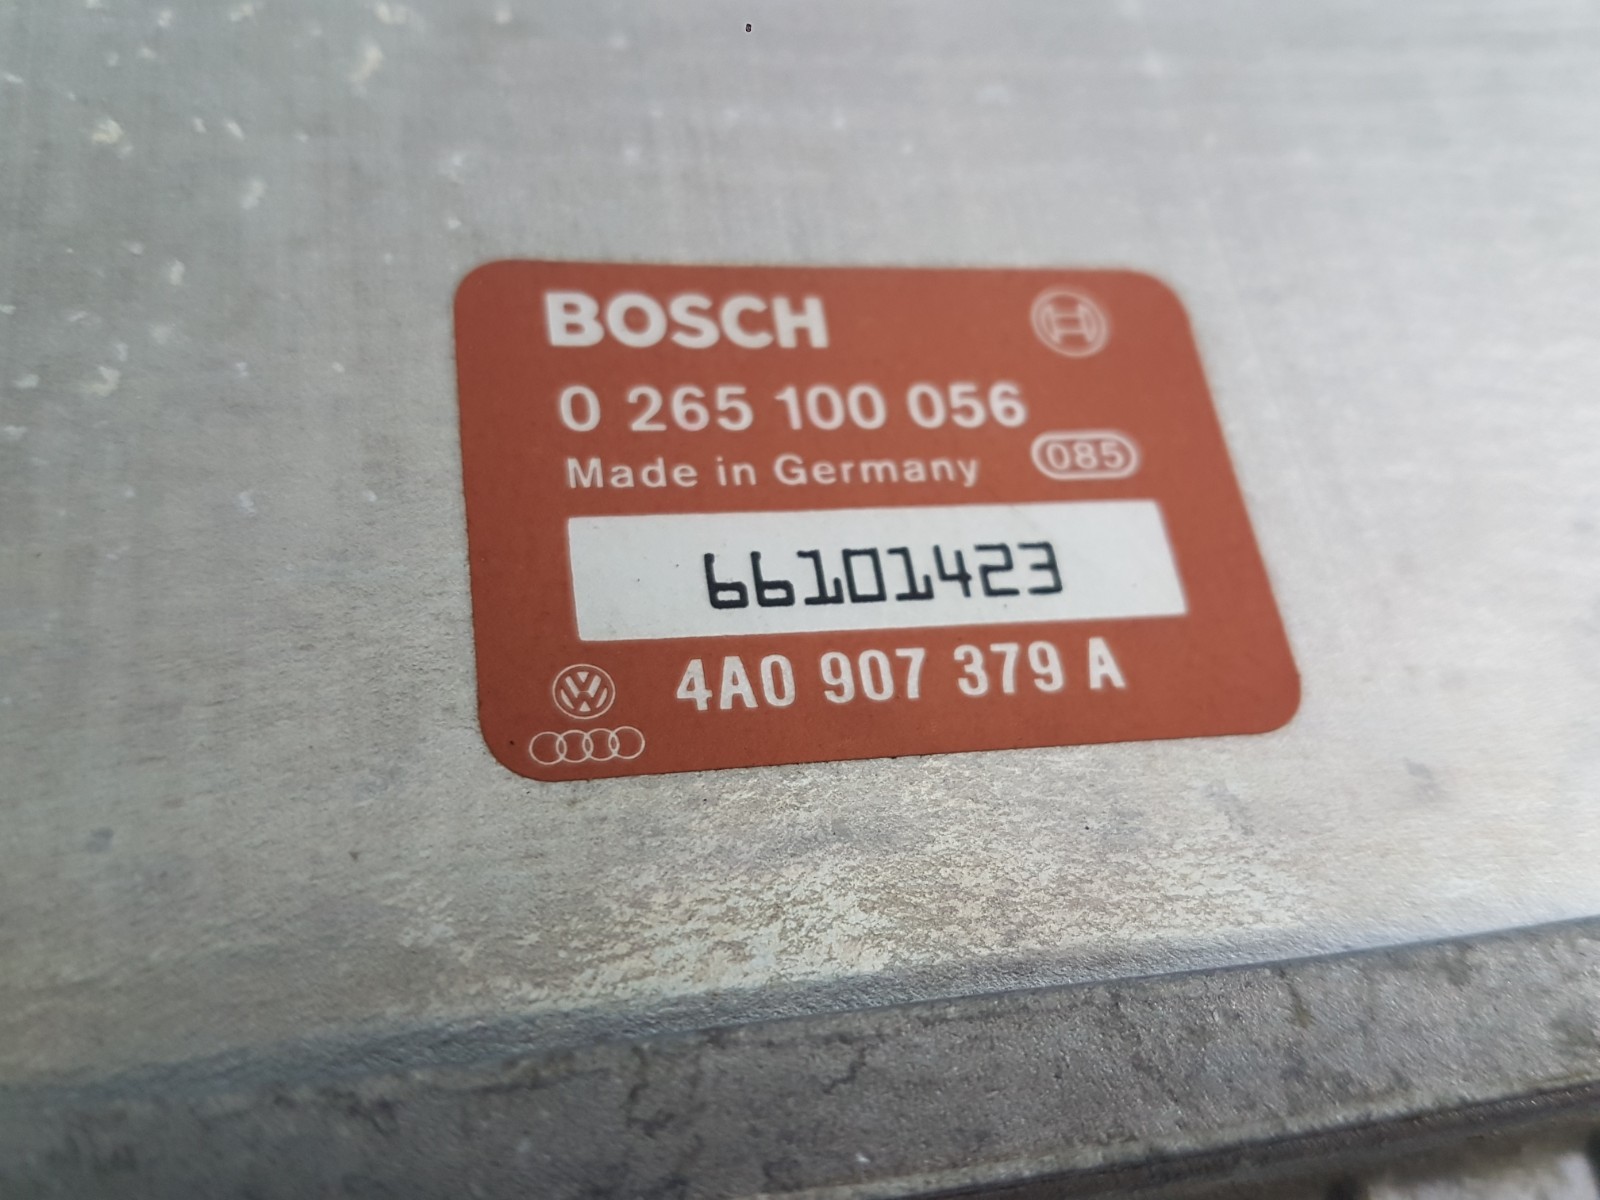 BOSCH
0 265 100 056
Made in Germany 085
66101423
4A0 907 379 A